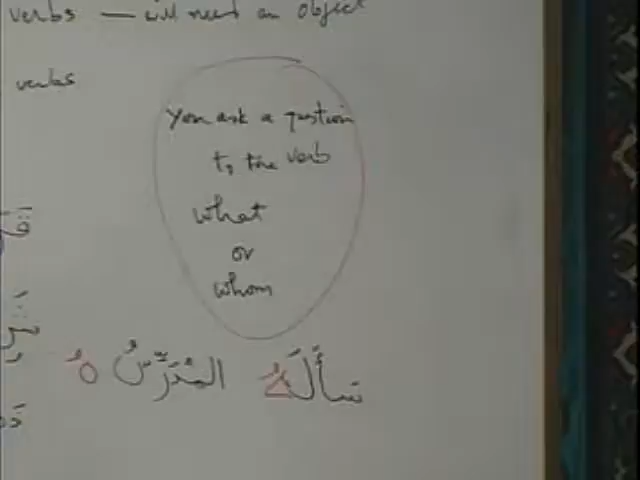 verbs — will need an object
verbs
You ask a question
to the verb
what
or
whom
سَأَلَهُ المُدَرِّسُ هُ